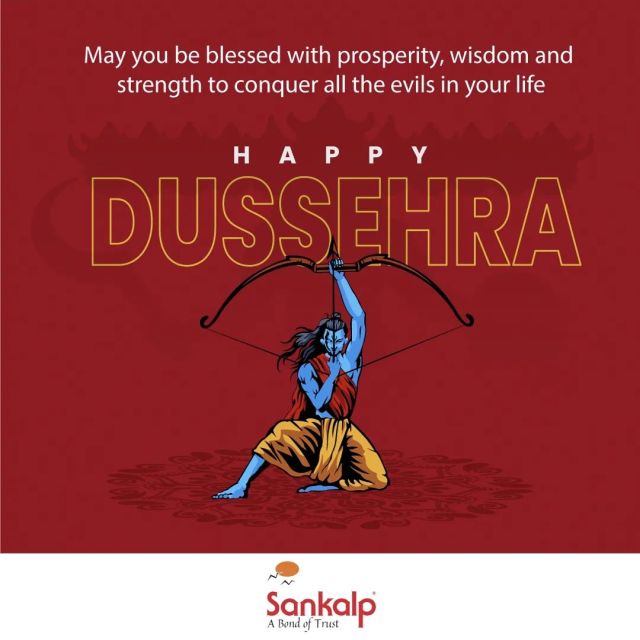 May you be blessed with prosperity, wisdom and
strength to conquer all the evils in your life
HAPPY
DUSSEHRA
Sankalp®
A Bond of Trust